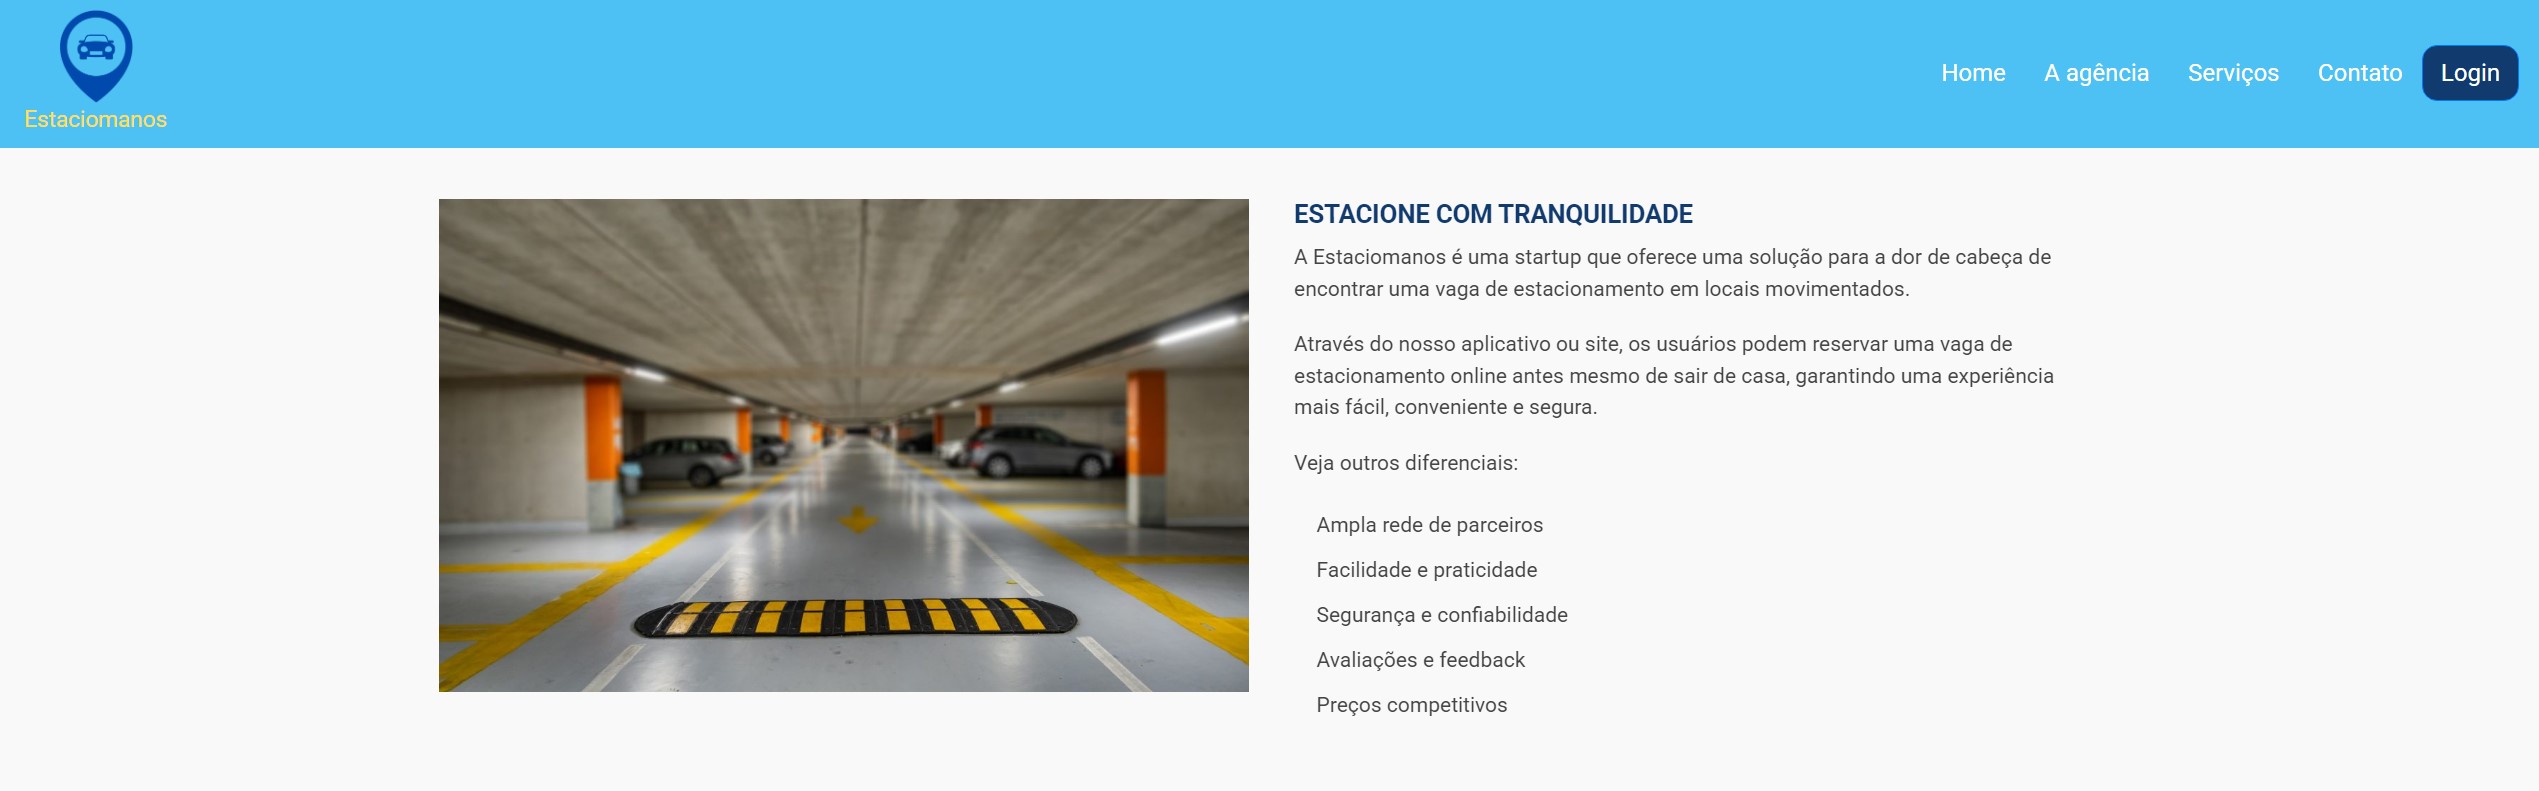 Estaciomanos
Home
A agência
Serviços
Contato
Login
ESTACIONE COM TRANQUILIDADE
A Estaciomanos é uma startup que oferece uma solução para a dor de cabeça de
encontrar uma vaga de estacionamento em locais movimentados.
Através do nosso aplicativo ou site, os usuários podem reservar uma vaga de
estacionamento online antes mesmo de sair de casa, garantindo uma experiência
mais fácil, conveniente e segura.
Veja outros diferenciais:
Ampla rede de parceiros
Facilidade e praticidade
Segurança e confiabilidade
Avaliações e feedback
Preços competitivos